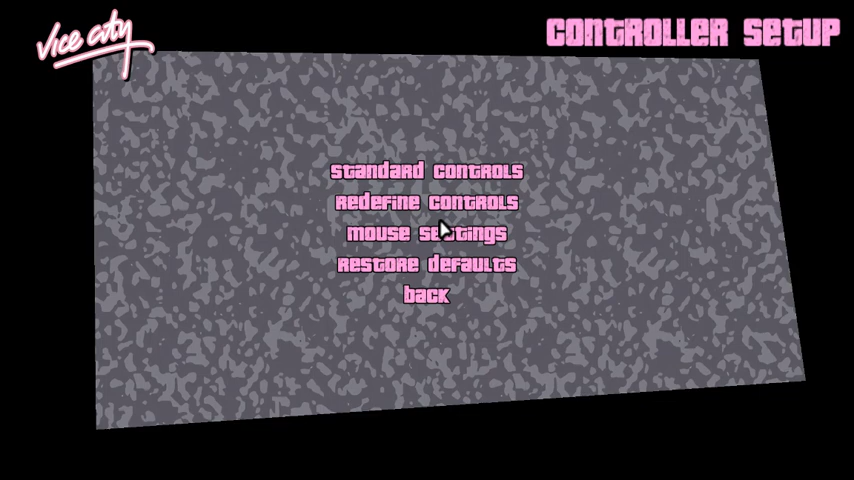 vice city
CONTROLLER SETUP
STANDARD CONTROLS
REDEFINE CONTROLS
MOUSE SETTINGS
RESTORE DEFAULTS
BACK